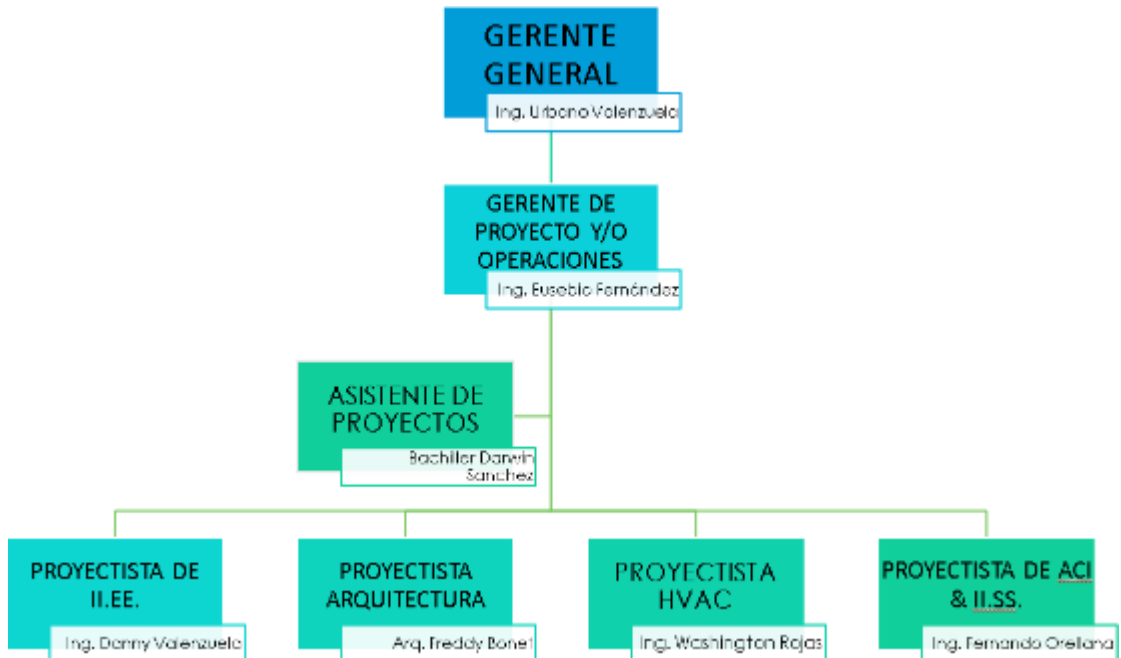 GERENTE
GENERAL
Ing. Urbano Valenzuela
GERENTE DE
PROYECTO Y/O
OPERACIONES
Ing. Eusebio Fernández
ASISTENTE DE
PROYECTOS
Bachiller Darwin
Sanchez
PROYECTISTA DE
II.EE.
Ing. Danny Valenzuela
PROYECTISTA
ARQUITECTURA
Arq. Freddy Bonet
PROYECTISTA
HVAC
Ing. Washington Rojas
PROYECTISTA DE ACI
& II.SS.
Ing. Fernando Orellana